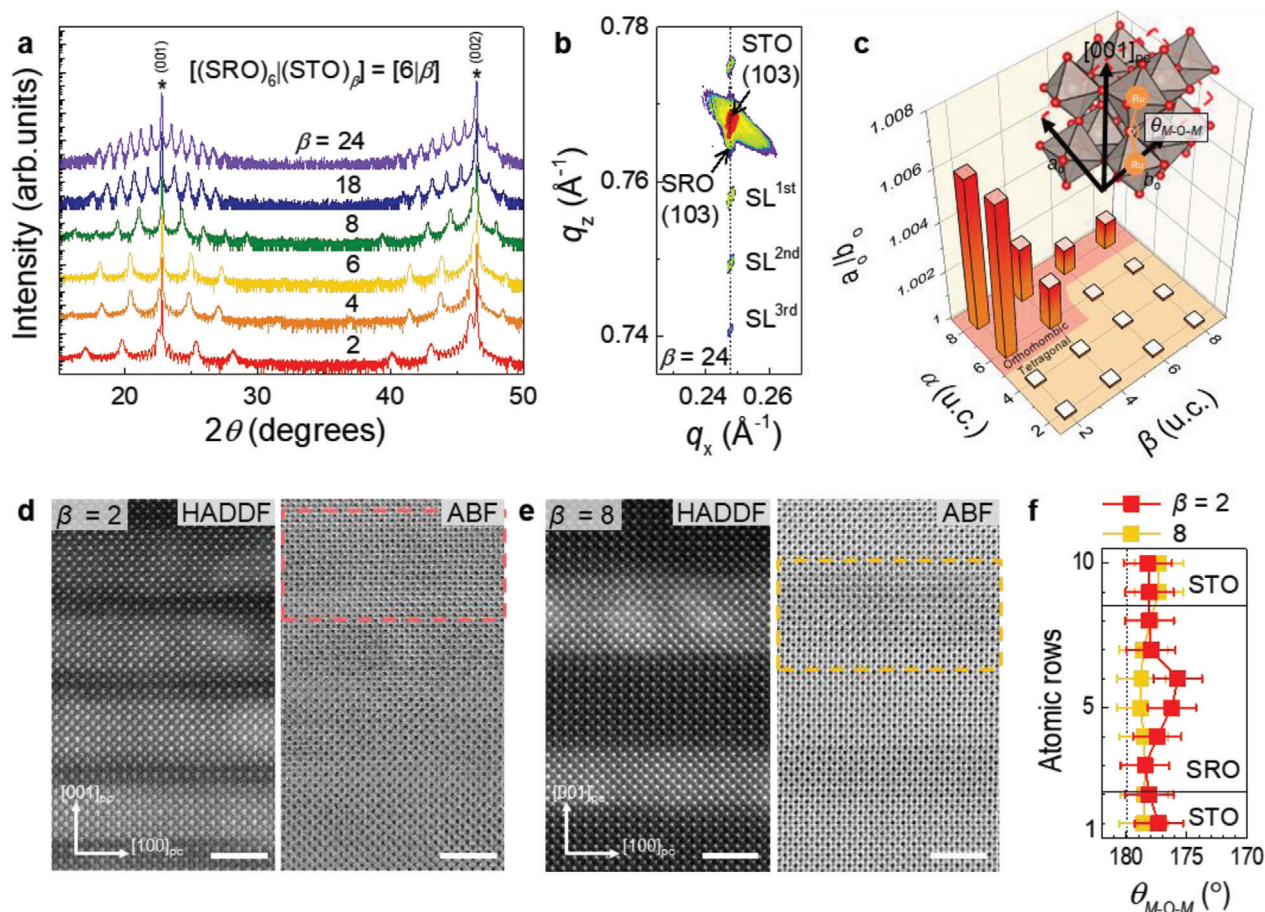 a
Intensity (arb.units)
[(SRO)6|(STO)β] = [6|β]
* (001)
* (002)
β = 24
18
8
6
4
2
20 30 40 50
2θ (degrees)
b
0.78
0.76
0.74
qz (Å-1)
STO
(103)
SRO
(103)
SL1st
SL2nd
SL3rd
β = 24
0.24 0.26
qx (Å-1)
c
[001]pc
Ru
θM-O-M
Ru
ao
bo
1.008
1.006
1.004
1.002
1
ao/bo
Orthorhombic
Tetragonal
8
6
4
2
α (u.c.)
2
4
6
8
β (u.c.)
d
β = 2
HADDF
ABF
[001]pc
[100]pc
e
β = 8
HADDF
ABF
[001]pc
[100]pc
f
β = 2
8
10
5
1
Atomic rows
STO
SRO
STO
180 175 170
θM-O-M (°)